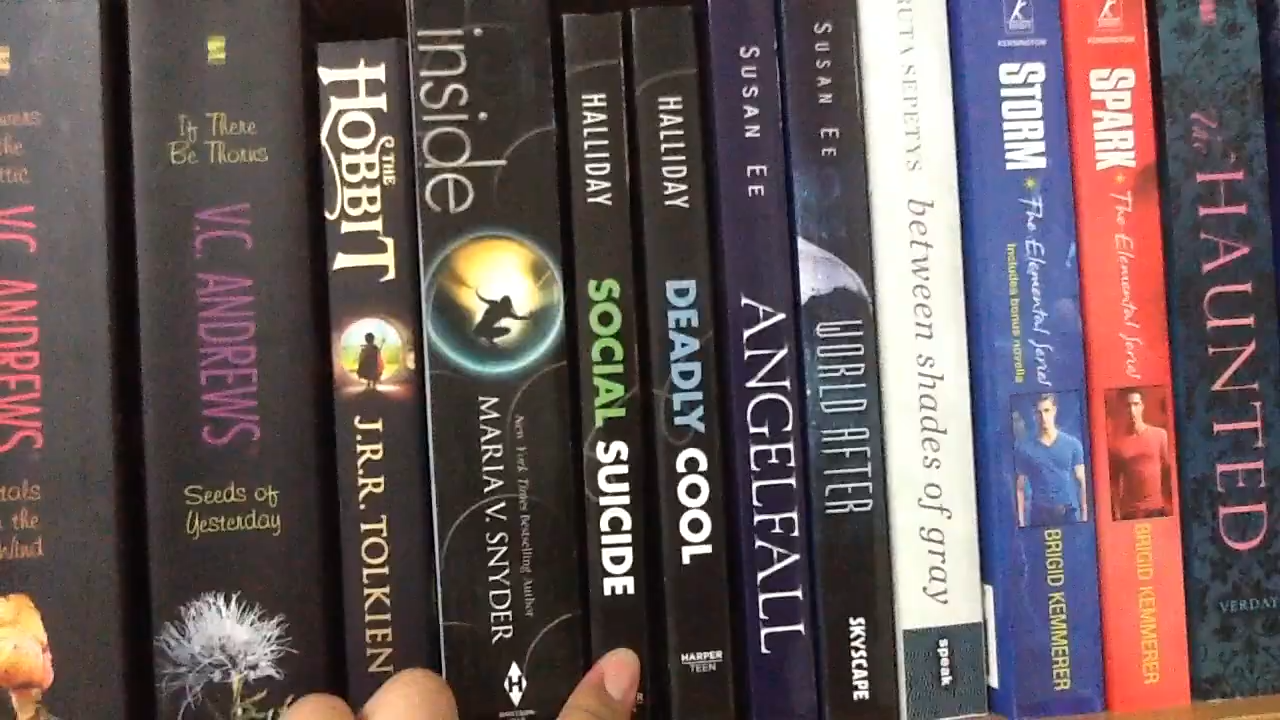 the
V.C. ANDREWS
the
Wind
If There
Be Thorns
V.C. ANDREWS
Seeds of
Yesterday
THE
HOBBIT
J.R.R. TOLKIEN
inside
New York Times Bestselling Author
MARIA V. SNYDER
HALLIDAY
SOCIAL SUICIDE
HALLIDAY
DEADLY COOL
HARPER
TEEN
SUSAN EE
ANGELFALL
SUSAN EE
WORLD AFTER
SKYSCAPE
RUTA SEPETYS
between shades of gray
speak
KENSINGTON
STORM
The Elemental Series
Includes bonus novella
BRIGID KEMMERER
KENSINGTON
SPARK
The Elemental Series
BRIGID KEMMERER
The HAUNTED
VERDAY